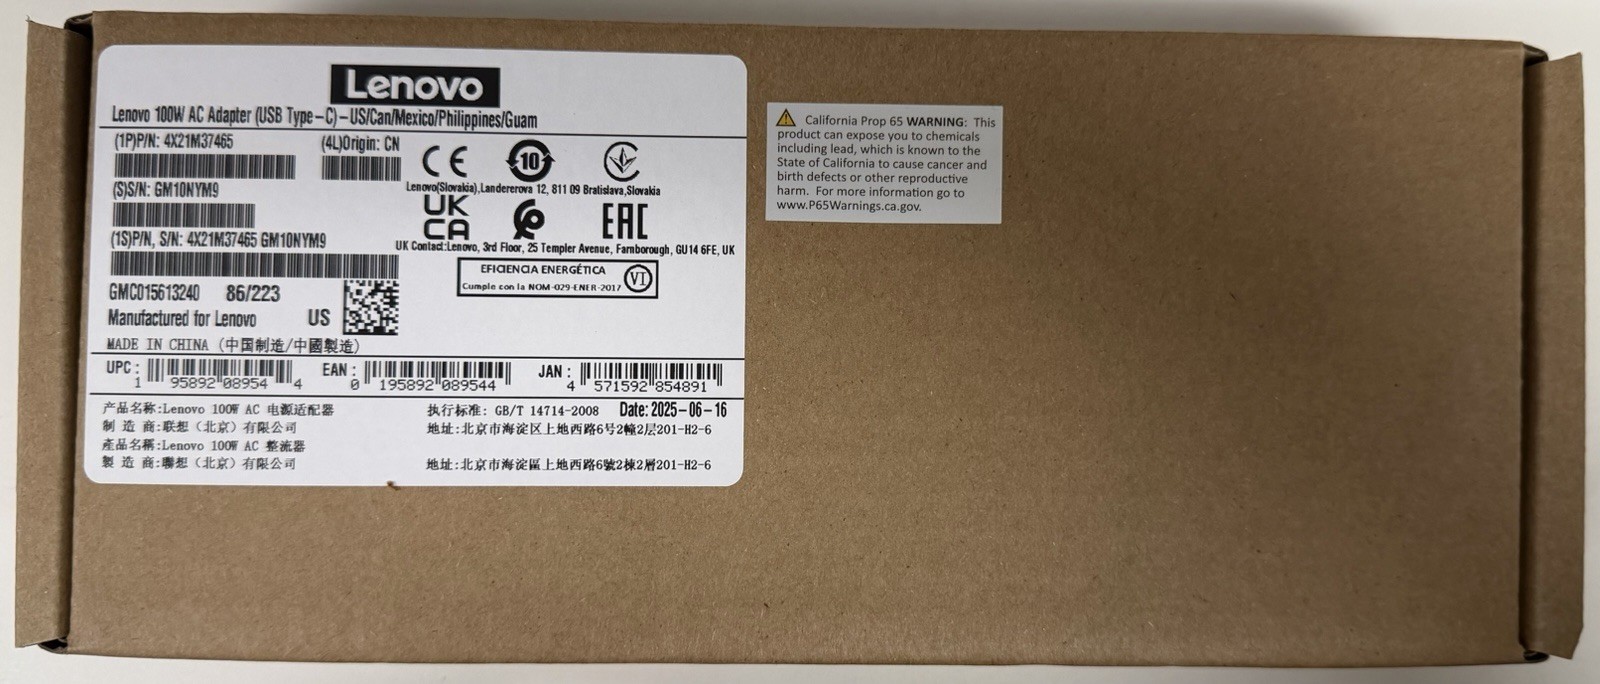 Lenovo
Lenovo 100W AC Adapter (USB Type-C)-US/Can/Mexico/Philippines/Guam
(1P)P/N: 4X21M37465
(4L)Origin: CN
(S)S/N: GM10NYM9
(1S)P/N, S/N: 4X21M37465 GM10NYM9
GMC015613240 86/223
Manufactured for Lenovo US
MADE IN CHINA (中国制造/中國製造)
CE
10
Lenovo(Slovakia),Landererova 12, 811 09 Bratislava,Slovakia
UK
CA
EAC
UK Contact:Lenovo, 3rd Floor, 25 Templer Avenue, Farnborough, GU14 6FE, UK
EFICIENCIA ENERGÉTICA
Cumple con la NOM-029-ENER-2017
VI
UPC: 1 95892 08954 4
EAN: 0 195892 089544
JAN: 4 571592 854891
产品名称:Lenovo 100W AC 电源适配器
执行标准: GB/T 14714-2008 Date: 2025-06-16
制 造 商:联想（北京）有限公司
地址:北京市海淀区上地西路6号2幢2层201-H2-6
產品名稱:Lenovo 100W AC 整流器
製 造 商:聯想（北京）有限公司
地址:北京市海淀區上地西路6號2棟2層201-H2-6
California Prop 65 WARNING: This
product can expose you to chemicals
including lead, which is known to the
State of California to cause cancer and
birth defects or other reproductive
harm. For more information go to
www.P65Warnings.ca.gov.